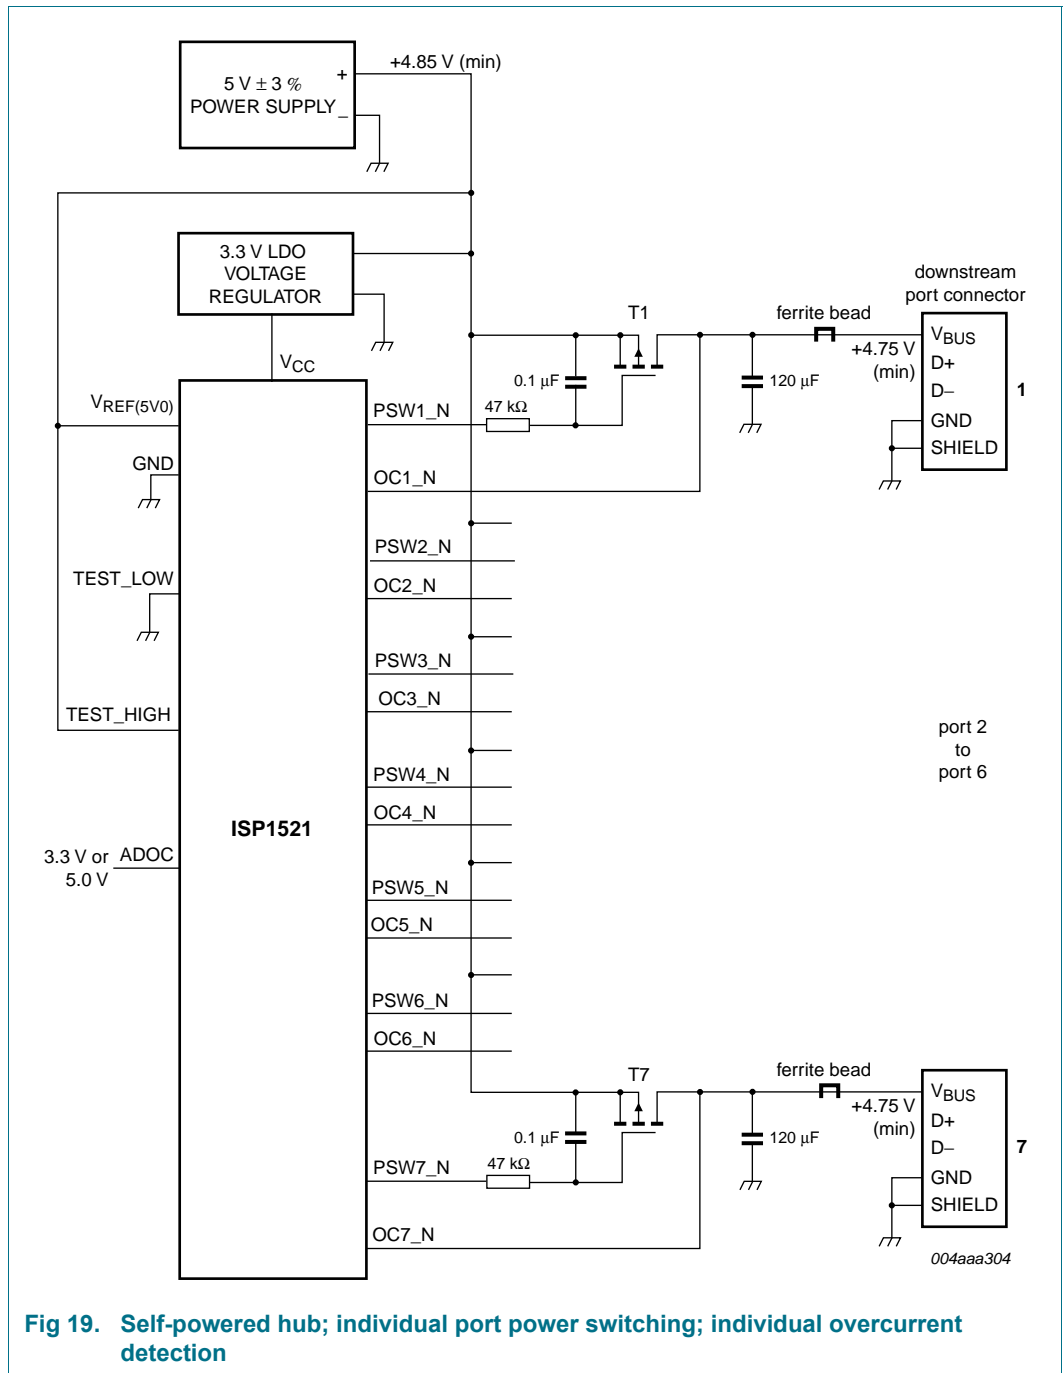 +4.85 V (min)
5 V ± 3 %
POWER SUPPLY
+
−
3.3 V LDO
VOLTAGE
REGULATOR
VCC
downstream
port connector
T1
ferrite bead
+4.75 V
(min)
VBUS
D+
D−
GND
SHIELD
1
0.1 μF
120 μF
47 kΩ
VREF(5V0)
GND
TEST_LOW
TEST_HIGH
3.3 V or
5.0 V
ADOC
ISP1521
PSW1_N
OC1_N
PSW2_N
OC2_N
PSW3_N
OC3_N
PSW4_N
OC4_N
PSW5_N
OC5_N
PSW6_N
OC6_N
port 2
to
port 6
T7
ferrite bead
+4.75 V
(min)
VBUS
D+
D−
GND
SHIELD
7
0.1 μF
120 μF
47 kΩ
PSW7_N
OC7_N
004aaa304
Fig 19. Self-powered hub; individual port power switching; individual overcurrent
detection